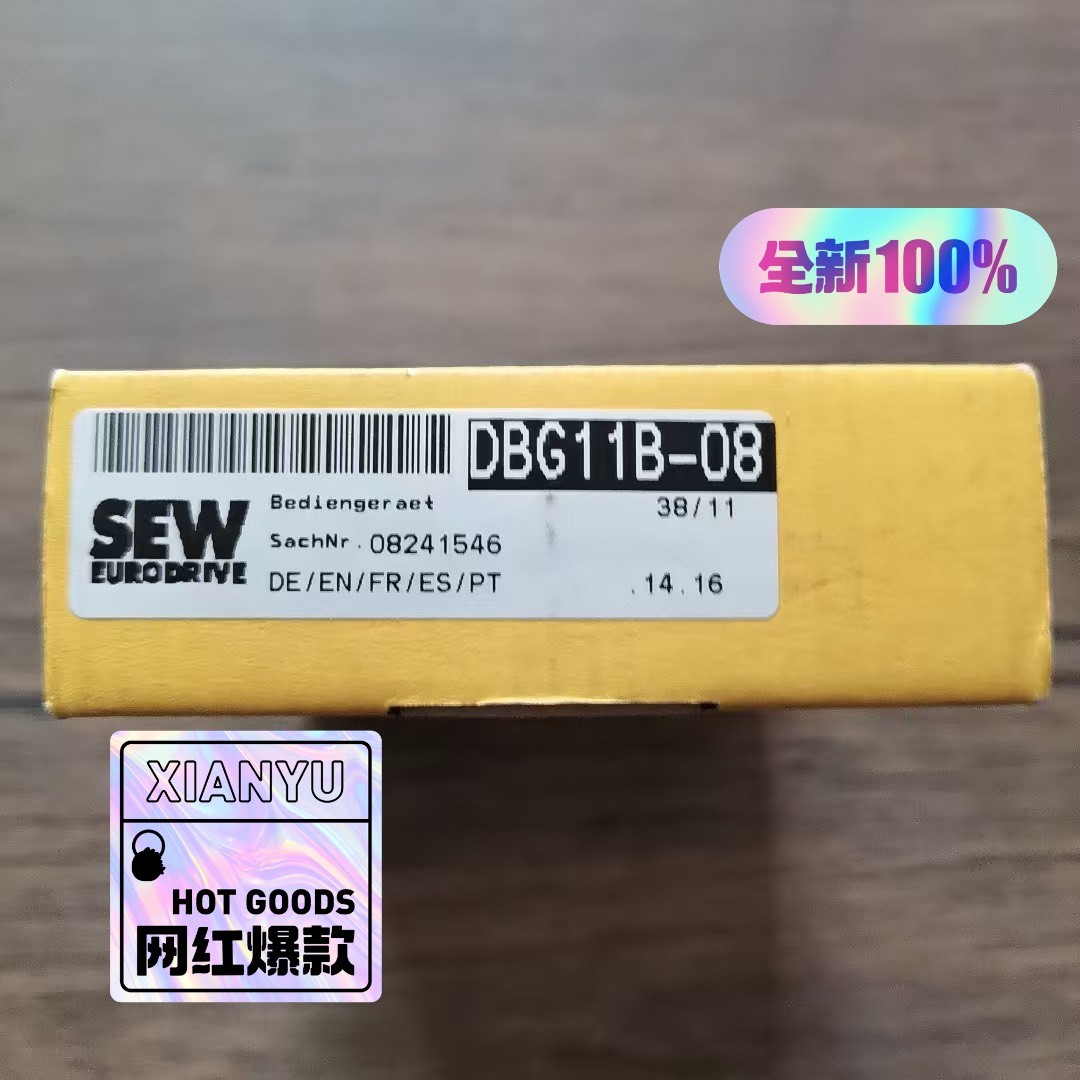 全新100%
DBG11B-08
SEW
EURODRIVE
Bediengeraet
38/11
SachNr.08241546
DE/EN/FR/ES/PT
.14.16
XIANYU
HOT GOODS
网红爆款